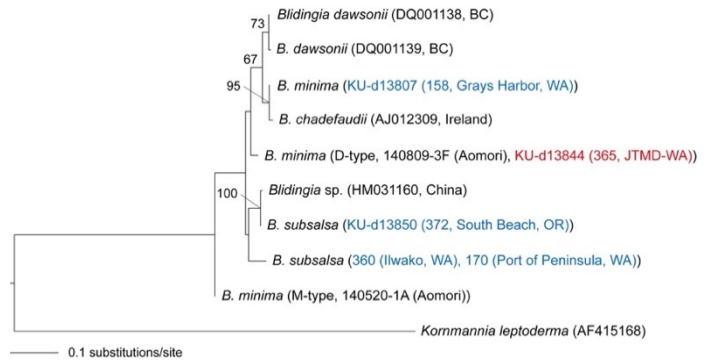 Blidingia dawsonii (DQ001138, BC)
73
B. dawsonii (DQ001139, BC)
67
B. minima (KU-d13807 (158, Grays Harbor, WA))
95
B. chadefaudii (AJ012309, Ireland)
B. minima (D-type, 140809-3F (Aomori), KU-d13844 (365, JTMD-WA))
Blidingia sp. (HM031160, China)
100
B. subsalsa (KU-d13850 (372, South Beach, OR))
B. subsalsa (360 (Ilwako, WA), 170 (Port of Peninsula, WA))
B. minima (M-type, 140520-1A (Aomori))
Kornmannia leptoderma (AF415168)
0.1 substitutions/site